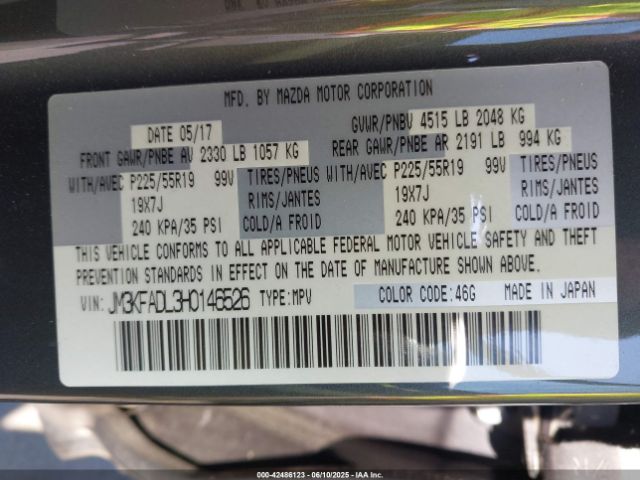 MFD. BY MAZDA MOTOR CORPORATION
DATE 05/17 GVWR/PNBV 4515 LB 2048 KG
FRONT GAWR/PNBE AV 2330 LB 1057 KG REAR GAWR/PNBE AR 2191 LB 994 KG
WITH/AVEC P225/55R19 99V TIRES/PNEUS WITH/AVEC P225/55R19 99V TIRES/PNEUS
19X7J RIMS/JANTES 19X7J RIMS/JANTES
240 KPA/35 PSI COLD/A FROID 240 KPA/35 PSI COLD/A FROID
THIS VEHICLE CONFORMS TO ALL APPLICABLE FEDERAL MOTOR VEHICLE SAFETY AND THEFT
PREVENTION STANDARDS IN EFFECT ON THE DATE OF MANUFACTURE SHOWN ABOVE.
VIN: JM3KFADL3H0146526 TYPE:MPV COLOR CODE:46G MADE IN JAPAN
000-42486123 - 06/10/2025 - IAA Inc.